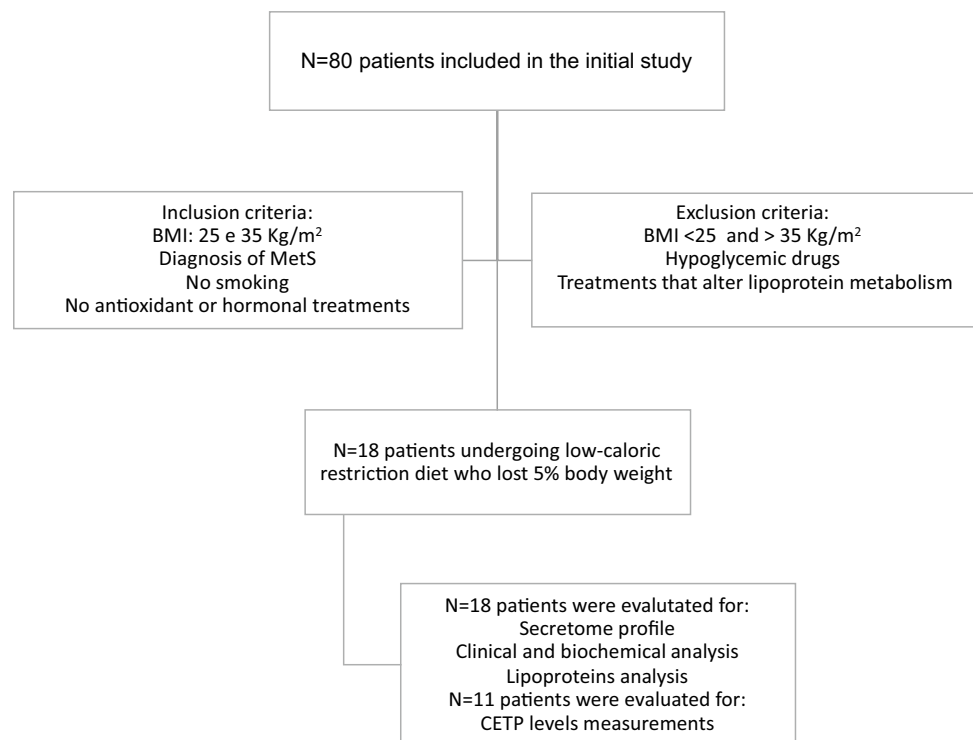 N=80 patients included in the initial study
Inclusion criteria:
BMI: 25 e 35 Kg/m²
Diagnosis of MetS
No smoking
No antioxidant or hormonal treatments
Exclusion criteria:
BMI <25 and > 35 Kg/m²
Hypoglycemic drugs
Treatments that alter lipoprotein metabolism
N=18 patients undergoing low-caloric
restriction diet who lost 5% body weight
N=18 patients were evalutated for:
Secretome profile
Clinical and biochemical analysis
Lipoproteins analysis
N=11 patients were evaluated for:
CETP levels measurements